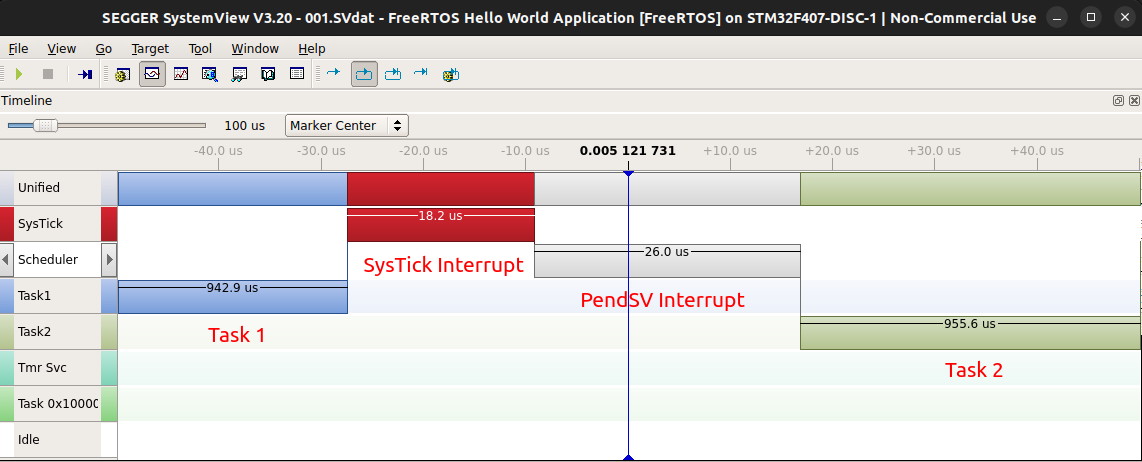 SEGGER SystemView V3.20 - 001.SVdat - FreeRTOS Hello World Application [FreeRTOS] on STM32F407-DISC-1 | Non-Commercial Use
File View Go Target Tool Window Help
Timeline
100 us Marker Center
-40.0 us -30.0 us -20.0 us -10.0 us 0.005 121 731 +10.0 us +20.0 us +30.0 us +40.0 us
Unified
SysTick 18.2 us
Scheduler 26.0 us
SysTick Interrupt
Task1 942.9 us
PendSV Interrupt
Task2 955.6 us
Task 1
Tmr Svc
Task 2
Task 0x1000
Idle